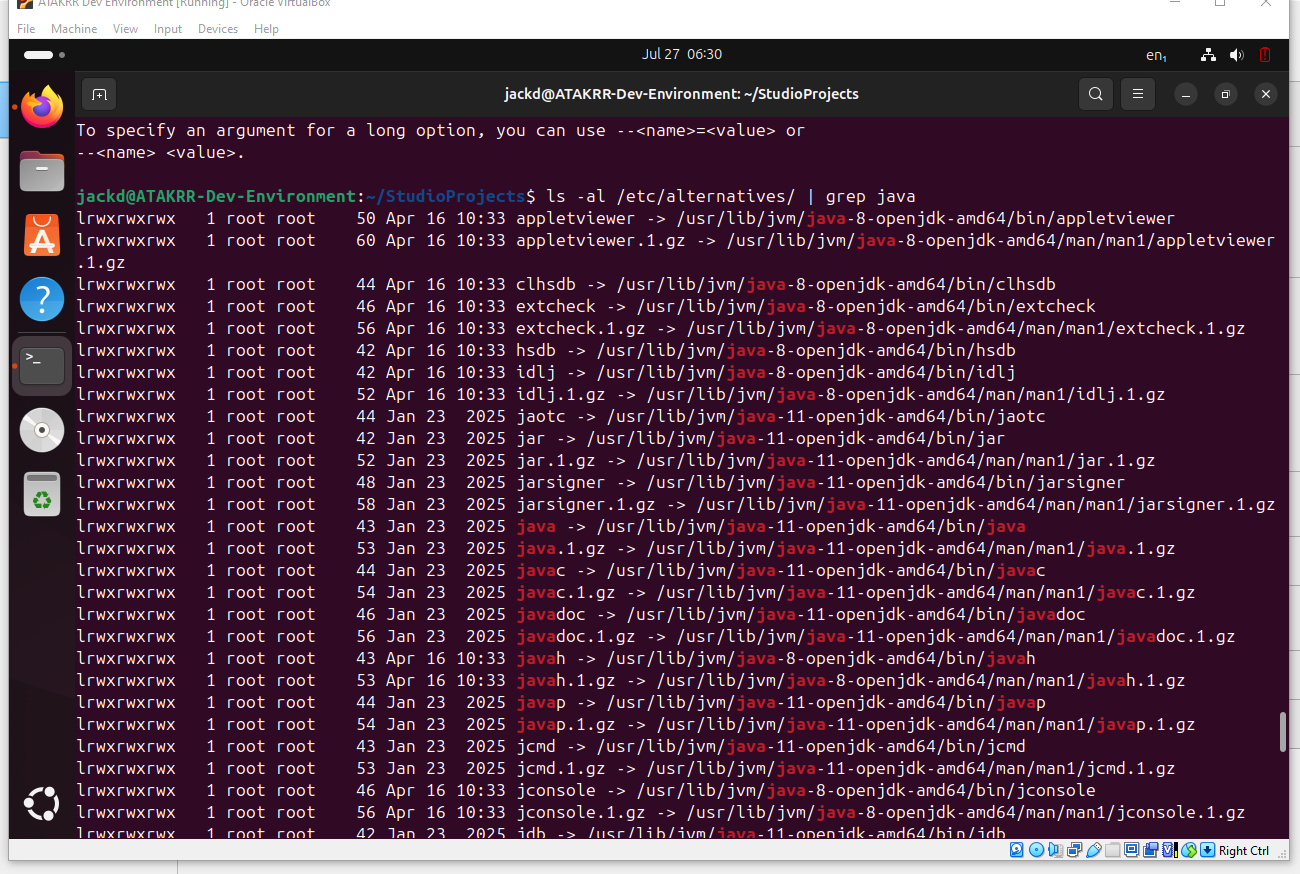 ATAKRR Dev Environment [Running] - Oracle VirtualBox
File Machine View Input Devices Help
Jul 27 06:30
en1
jackd@ATAKRR-Dev-Environment: ~/StudioProjects
To specify an argument for a long option, you can use --<name>=<value> or
--<name> <value>.
jackd@ATAKRR-Dev-Environment:~/StudioProjects$ ls -al /etc/alternatives/ | grep java
lrwxrwxrwx 1 root root 50 Apr 16 10:33 appletviewer -> /usr/lib/jvm/java-8-openjdk-amd64/bin/appletviewer
lrwxrwxrwx 1 root root 60 Apr 16 10:33 appletviewer.1.gz -> /usr/lib/jvm/java-8-openjdk-amd64/man/man1/appletviewer
.1.gz
lrwxrwxrwx 1 root root 44 Apr 16 10:33 clhsdb -> /usr/lib/jvm/java-8-openjdk-amd64/bin/clhsdb
lrwxrwxrwx 1 root root 46 Apr 16 10:33 extcheck -> /usr/lib/jvm/java-8-openjdk-amd64/bin/extcheck
lrwxrwxrwx 1 root root 56 Apr 16 10:33 extcheck.1.gz -> /usr/lib/jvm/java-8-openjdk-amd64/man/man1/extcheck.1.gz
lrwxrwxrwx 1 root root 42 Apr 16 10:33 hsdb -> /usr/lib/jvm/java-8-openjdk-amd64/bin/hsdb
lrwxrwxrwx 1 root root 42 Apr 16 10:33 idlj -> /usr/lib/jvm/java-8-openjdk-amd64/bin/idlj
lrwxrwxrwx 1 root root 52 Apr 16 10:33 idlj.1.gz -> /usr/lib/jvm/java-8-openjdk-amd64/man/man1/idlj.1.gz
lrwxrwxrwx 1 root root 44 Jan 23 2025 jaotc -> /usr/lib/jvm/java-11-openjdk-amd64/bin/jaotc
lrwxrwxrwx 1 root root 42 Jan 23 2025 jar -> /usr/lib/jvm/java-11-openjdk-amd64/bin/jar
lrwxrwxrwx 1 root root 52 Jan 23 2025 jar.1.gz -> /usr/lib/jvm/java-11-openjdk-amd64/man/man1/jar.1.gz
lrwxrwxrwx 1 root root 48 Jan 23 2025 jarsigner -> /usr/lib/jvm/java-11-openjdk-amd64/bin/jarsigner
lrwxrwxrwx 1 root root 58 Jan 23 2025 jarsigner.1.gz -> /usr/lib/jvm/java-11-openjdk-amd64/man/man1/jarsigner.1.gz
lrwxrwxrwx 1 root root 43 Jan 23 2025 java -> /usr/lib/jvm/java-11-openjdk-amd64/bin/java
lrwxrwxrwx 1 root root 53 Jan 23 2025 java.1.gz -> /usr/lib/jvm/java-11-openjdk-amd64/man/man1/java.1.gz
lrwxrwxrwx 1 root root 44 Jan 23 2025 javac -> /usr/lib/jvm/java-11-openjdk-amd64/bin/javac
lrwxrwxrwx 1 root root 54 Jan 23 2025 javac.1.gz -> /usr/lib/jvm/java-11-openjdk-amd64/man/man1/javac.1.gz
lrwxrwxrwx 1 root root 46 Jan 23 2025 javadoc -> /usr/lib/jvm/java-11-openjdk-amd64/bin/javadoc
lrwxrwxrwx 1 root root 56 Jan 23 2025 javadoc.1.gz -> /usr/lib/jvm/java-11-openjdk-amd64/man/man1/javadoc.1.gz
lrwxrwxrwx 1 root root 43 Apr 16 10:33 javah -> /usr/lib/jvm/java-8-openjdk-amd64/bin/javah
lrwxrwxrwx 1 root root 53 Apr 16 10:33 javah.1.gz -> /usr/lib/jvm/java-8-openjdk-amd64/man/man1/javah.1.gz
lrwxrwxrwx 1 root root 44 Jan 23 2025 javap -> /usr/lib/jvm/java-11-openjdk-amd64/bin/javap
lrwxrwxrwx 1 root root 54 Jan 23 2025 javap.1.gz -> /usr/lib/jvm/java-11-openjdk-amd64/man/man1/javap.1.gz
lrwxrwxrwx 1 root root 43 Jan 23 2025 jcmd -> /usr/lib/jvm/java-11-openjdk-amd64/bin/jcmd
lrwxrwxrwx 1 root root 53 Jan 23 2025 jcmd.1.gz -> /usr/lib/jvm/java-11-openjdk-amd64/man/man1/jcmd.1.gz
lrwxrwxrwx 1 root root 46 Apr 16 10:33 jconsole -> /usr/lib/jvm/java-8-openjdk-amd64/bin/jconsole
lrwxrwxrwx 1 root root 56 Apr 16 10:33 jconsole.1.gz -> /usr/lib/jvm/java-8-openjdk-amd64/man/man1/jconsole.1.gz
lrwxrwxrwx 1 root root 42 Jan 23 2025 jdb -> /usr/lib/jvm/java-11-openjdk-amd64/bin/jdb
Right Ctrl